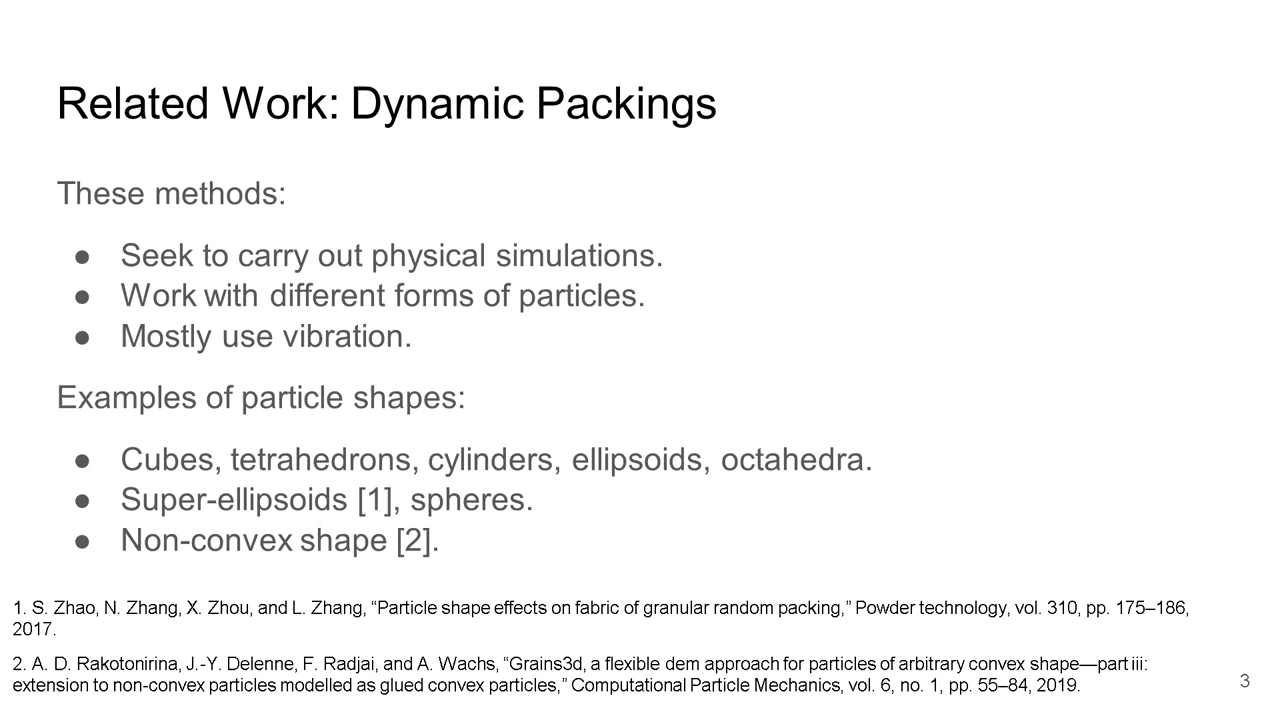 Related Work: Dynamic Packings
These methods:
● Seek to carry out physical simulations.
● Work with different forms of particles.
● Mostly use vibration.
Examples of particle shapes:
● Cubes, tetrahedrons, cylinders, ellipsoids, octahedra.
● Super-ellipsoids [1], spheres.
● Non-convex shape [2].
1. S. Zhao, N. Zhang, X. Zhou, and L. Zhang, “Particle shape effects on fabric of granular random packing,” Powder technology, vol. 310, pp. 175–186,
2017.
2. A. D. Rakotonirina, J.-Y. Delenne, F. Radjai, and A. Wachs, “Grains3d, a flexible dem approach for particles of arbitrary convex shape—part iii:
extension to non-convex particles modelled as glued convex particles,” Computational Particle Mechanics, vol. 6, no. 1, pp. 55–84, 2019.
3